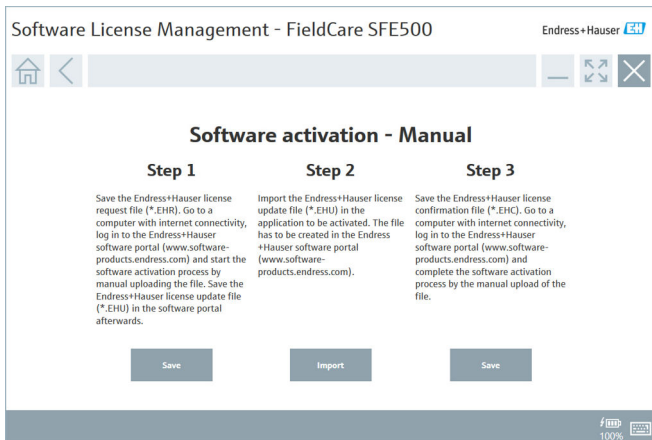 Software License Management - FieldCare SFE500
Endress+Hauser EH
Software activation - Manual
Step 1
Save the Endress+Hauser license
request file (*.EHR). Go to a
computer with internet connectivity,
log in to the Endress+Hauser
software portal (www.software-
products.endress.com) and start the
software activation process by
manual uploading the file. Save the
Endress+Hauser license update file
(*.EHU) in the software portal
afterwards.
Save
Step 2
Import the Endress+Hauser license
update file (*.EHU) in the
application to be activated. The file
has to be created in the Endress
+Hauser software portal
(www.software-
products.endress.com).
Import
Step 3
Save the Endress+Hauser license
confirmation file (*.EHC). Go to a
computer with internet connectivity,
log in to the Endress+Hauser
software portal (www.software-
products.endress.com) and
complete the software activation
process by the manual upload of the
file.
Save
100%